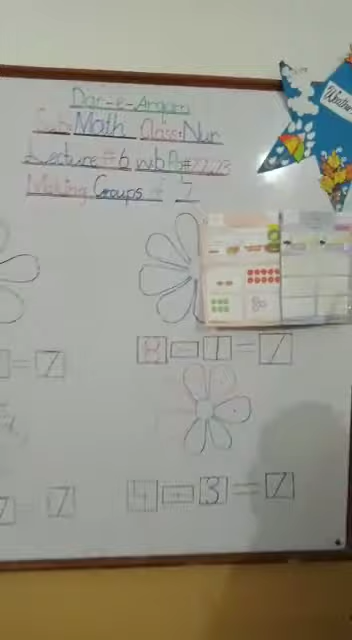 Dar-e-Arqam
Sub: Math Class: Nur
Lecture # 6 w.b Pg# 22,23
Making Groups of 7
8 - 1 = 7
= 7
4 + 3 = 7
7 = 7